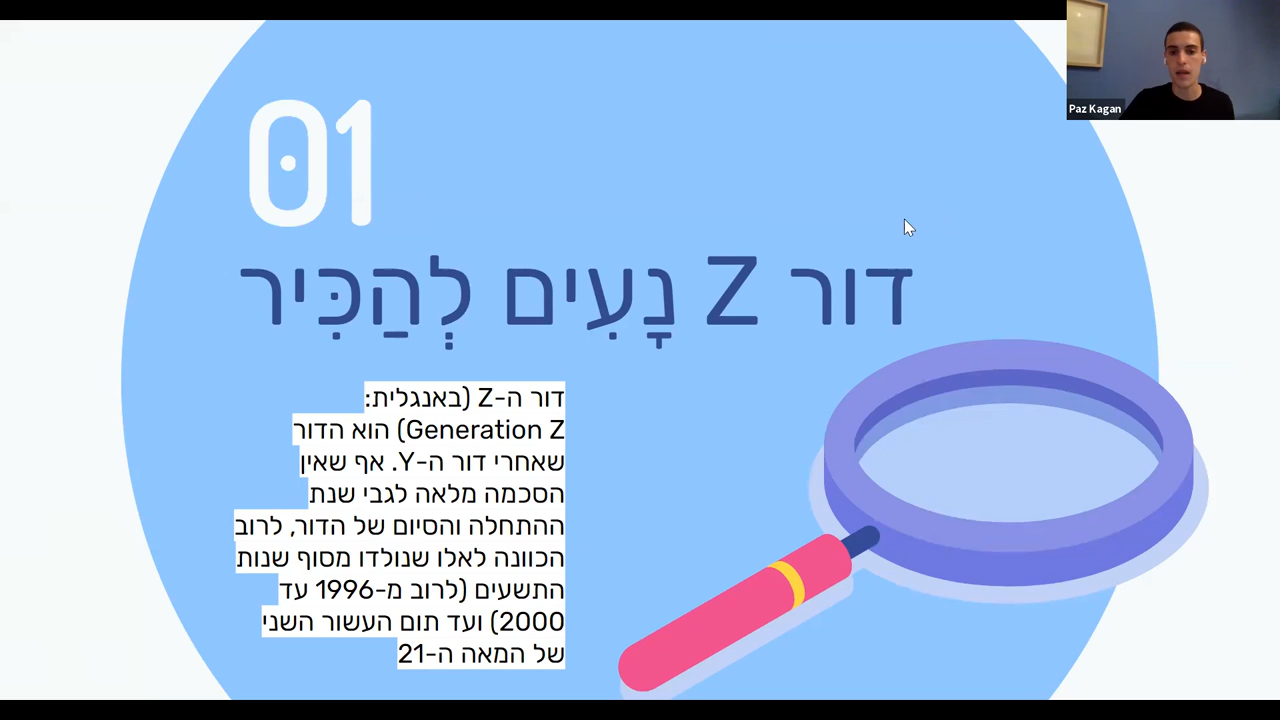 01
דור Z נָעִים לְהַכִּיר
דור ה-Z (באנגלית:
Generation Z) הוא הדור
שאחרי דור ה-Y. אף שאין
הסכמה מלאה לגבי שנת
ההתחלה והסיום של הדור, לרוב
הכוונה לאלו שנולדו מסוף שנות
התשעים (לרוב מ-1996 עד
2000) ועד תום העשור השני
של המאה ה-21
Paz Kagan